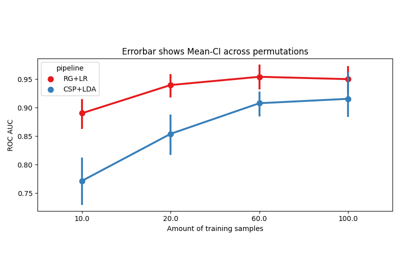 Errorbar shows Mean-CI across permutations
pipeline
RG+LR
CSP+LDA
ROC AUC
0.95
0.90
0.85
0.80
0.75
10.0
20.0
60.0
100.0
Amount of training samples